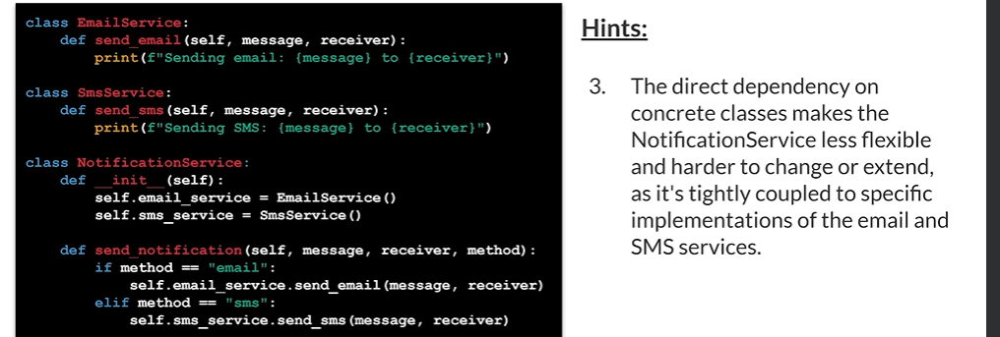 class EmailService:
def send_email(self, message, receiver):
print(f"Sending email: {message} to {receiver}")
class SmsService:
def send_sms(self, message, receiver):
print(f"Sending SMS: {message} to {receiver}")
class NotificationService:
def __init__(self):
self.email_service = EmailService()
self.sms_service = SmsService()
def send_notification(self, message, receiver, method):
if method == "email":
self.email_service.send_email(message, receiver)
elif method == "sms":
self.sms_service.send_sms(message, receiver)
Hints:
3. The direct dependency on
concrete classes makes the
NotificationService less flexible
and harder to change or extend,
as it's tightly coupled to specific
implementations of the email and
SMS services.